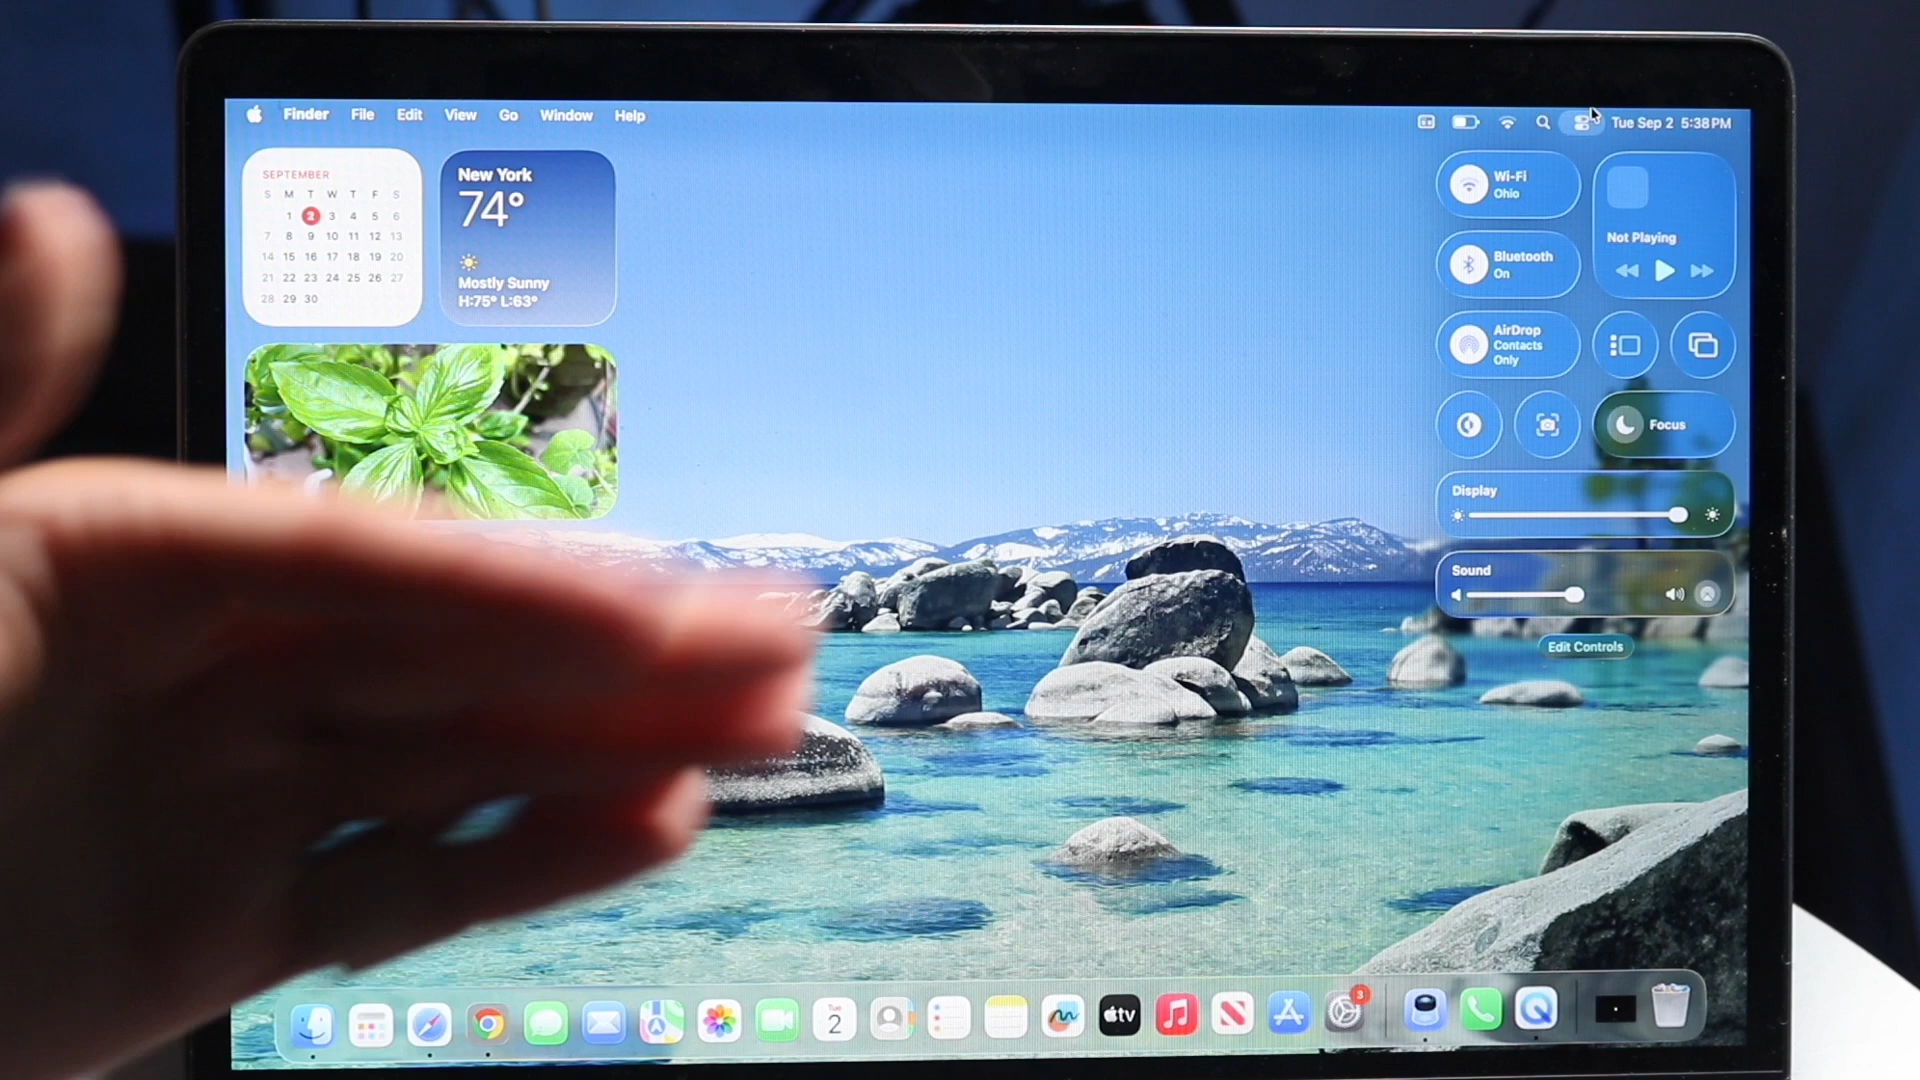 Finder File Edit View Go Window Help
Tue Sep 2 5:38 PM
SEPTEMBER
S M T W T F S
1 2 3 4 5 6
7 8 9 10 11 12 13
14 15 16 17 18 19 20
21 22 23 24 25 26 27
28 29 30
New York
74°
Mostly Sunny
H:75° L:63°
Wi-Fi
Ohio
Bluetooth
On
AirDrop
Contacts
Only
Not Playing
Focus
Display
Sound
Edit Controls
Tue
2
tv
3